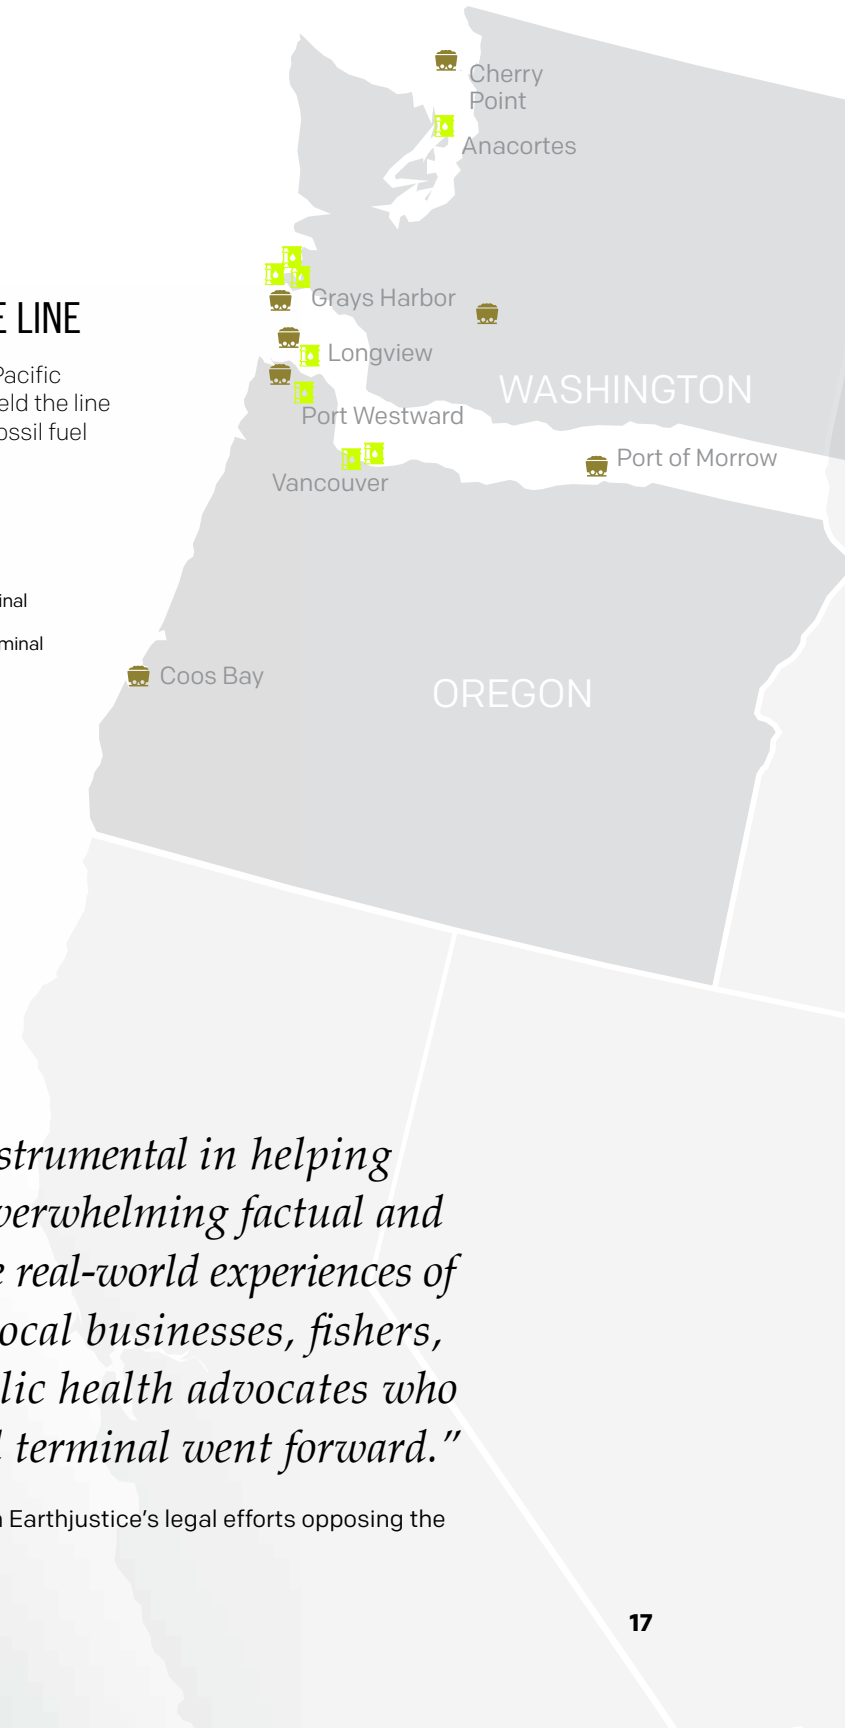 Cherry
Point
Anacortes
E LINE
Pacific
eld the line
ossil fuel
Grays Harbor
Longview
WASHINGTON
Port Westward
Port of Morrow
Vancouver
inal
minal
Coos Bay
OREGON
strumental in helping
verwhelming factual and
e real-world experiences of
ocal businesses, fishers,
lic health advocates who
l terminal went forward.”
n Earthjustice’s legal efforts opposing the
17